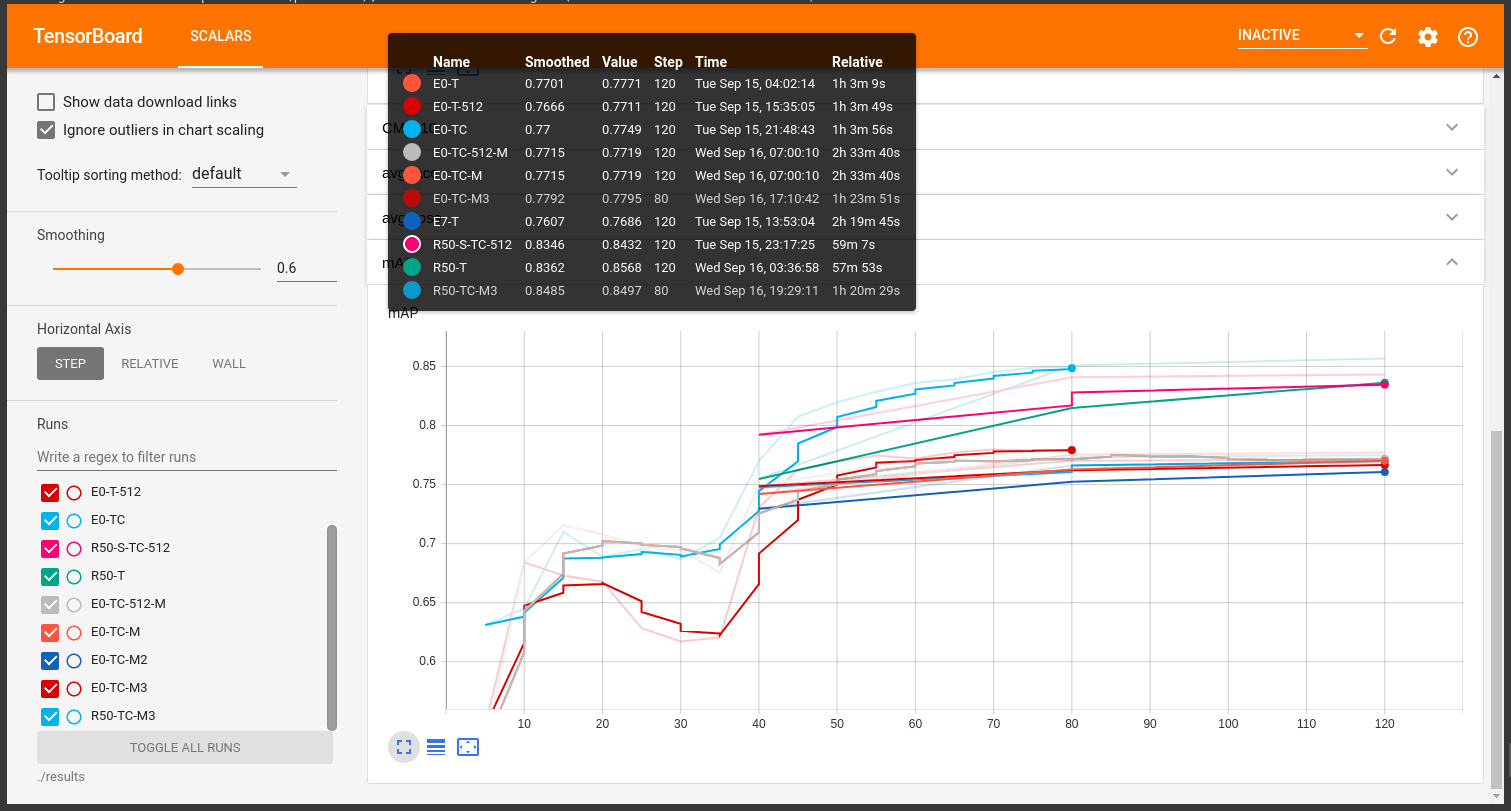 TensorBoard SCALARS INACTIVE
Show data download links
Ignore outliers in chart scaling
Tooltip sorting method: default
Smoothing
0.6
Horizontal Axis
STEP RELATIVE WALL
Runs
Write a regex to filter runs
E0-T-512
E0-TC
R50-S-TC-512
R50-T
E0-TC-512-M
E0-TC-M
E0-TC-M2
E0-TC-M3
R50-TC-M3
TOGGLE ALL RUNS
./results
Name Smoothed Value Step Time Relative
E0-T 0.7701 0.7771 120 Tue Sep 15, 04:02:14 1h 3m 9s
E0-T-512 0.7666 0.7711 120 Tue Sep 15, 15:35:05 1h 3m 49s
E0-TC 0.77 0.7749 120 Tue Sep 15, 21:48:43 1h 3m 56s
E0-TC-512-M 0.7715 0.7719 120 Wed Sep 16, 07:00:10 2h 33m 40s
E0-TC-M 0.7715 0.7719 120 Wed Sep 16, 07:00:10 2h 33m 40s
E0-TC-M3 0.7792 0.7795 80 Wed Sep 16, 17:10:42 1h 23m 51s
E7-T 0.7607 0.7686 120 Tue Sep 15, 13:53:04 2h 19m 45s
R50-S-TC-512 0.8346 0.8432 120 Tue Sep 15, 23:17:25 59m 7s
R50-T 0.8362 0.8568 120 Wed Sep 16, 03:36:58 57m 53s
R50-TC-M3 0.8485 0.8497 80 Wed Sep 16, 19:29:11 1h 20m 29s
mAP
0.85
0.8
0.75
0.7
0.65
0.6
10 20 30 40 50 60 70 80 90 100 110 120